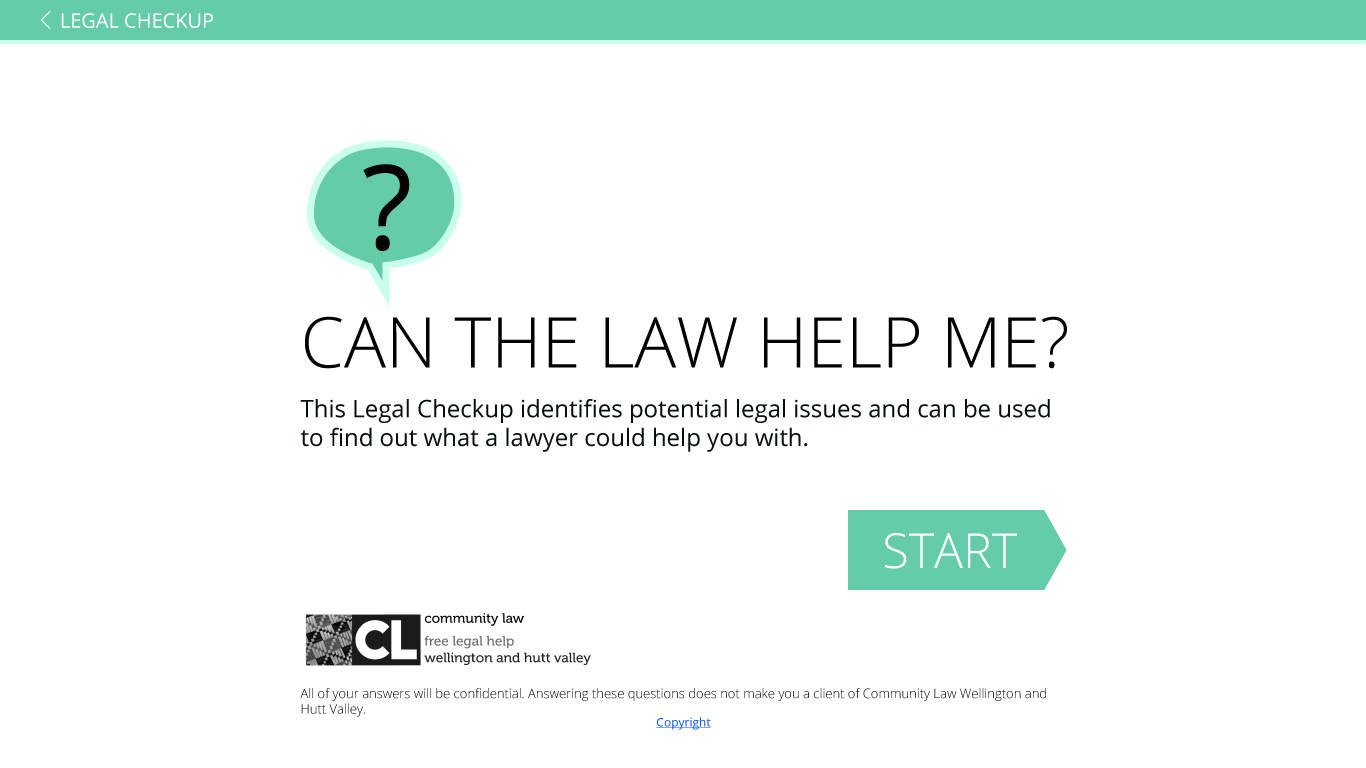 LEGAL CHECKUP
?
CAN THE LAW HELP ME?
This Legal Checkup identifies potential legal issues and can be used
to find out what a lawyer could help you with.
START
CL
community law
free legal help
wellington and hutt valley
All of your answers will be confidential. Answering these questions does not make you a client of Community Law Wellington and
Hutt Valley.
Copyright